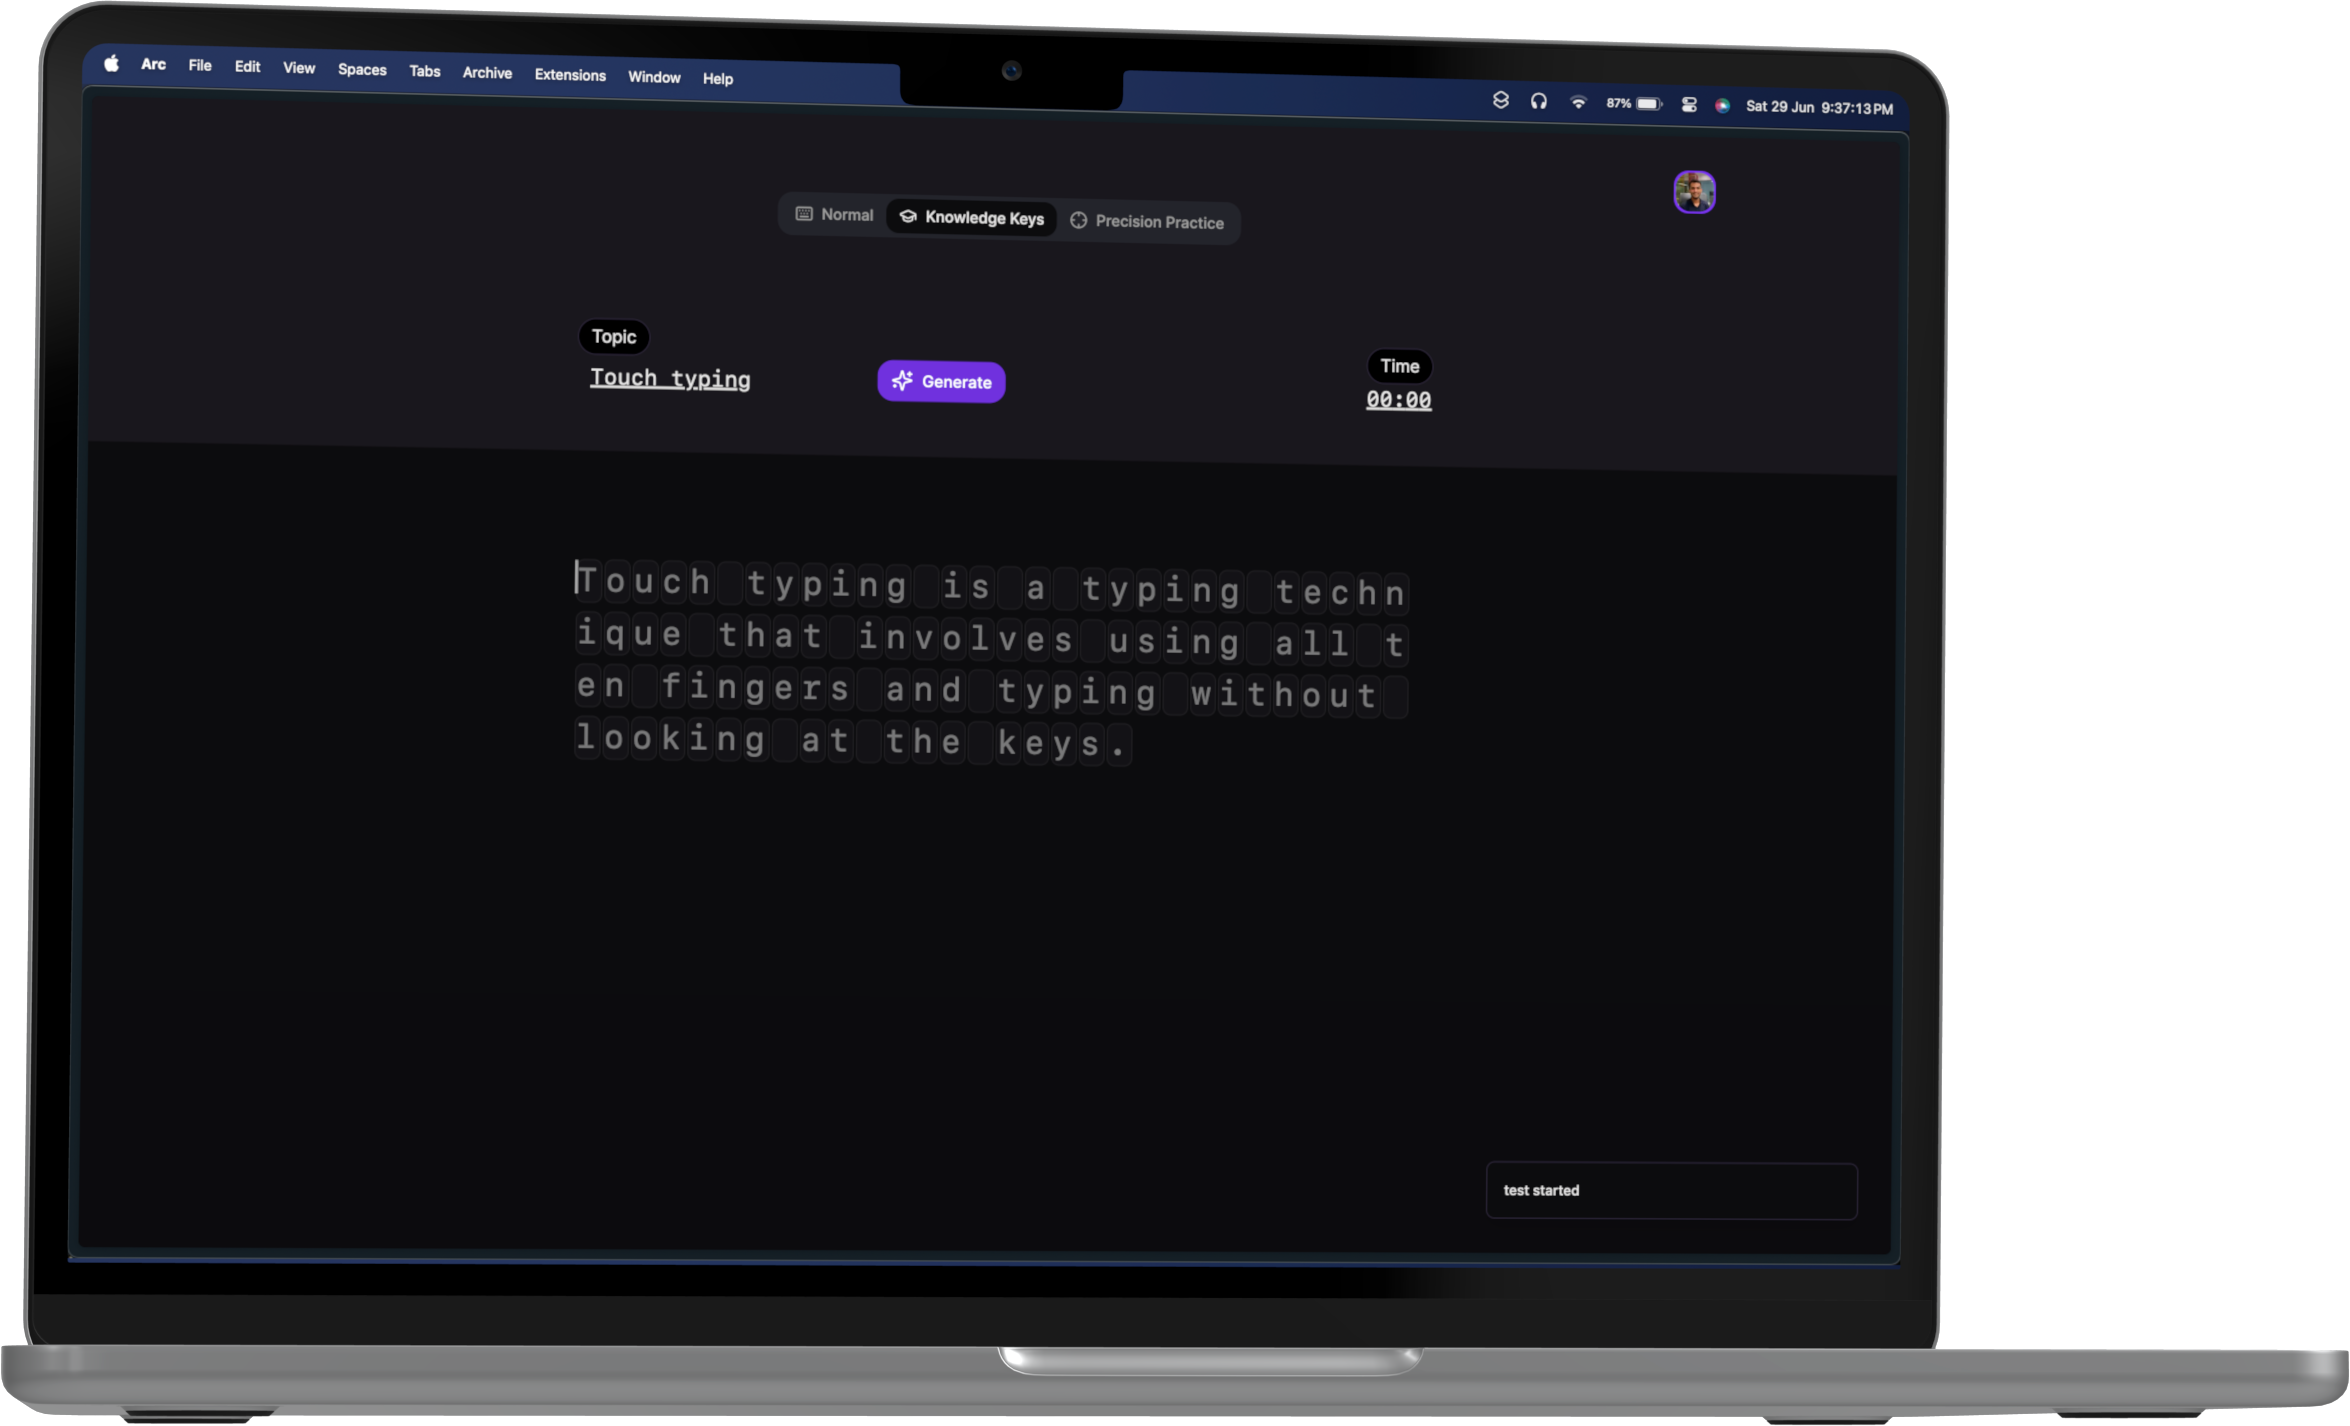 Arc File Edit View Spaces Tabs Archive Extensions Window Help
87% Sat 29 Jun 9:37:13 PM
Normal Knowledge Keys Precision Practice
Topic
Touch typing
Generate
Time
00:00
Touch typing is a typing techn
ique that involves using all t
en fingers and typing without
looking at the keys.
test started